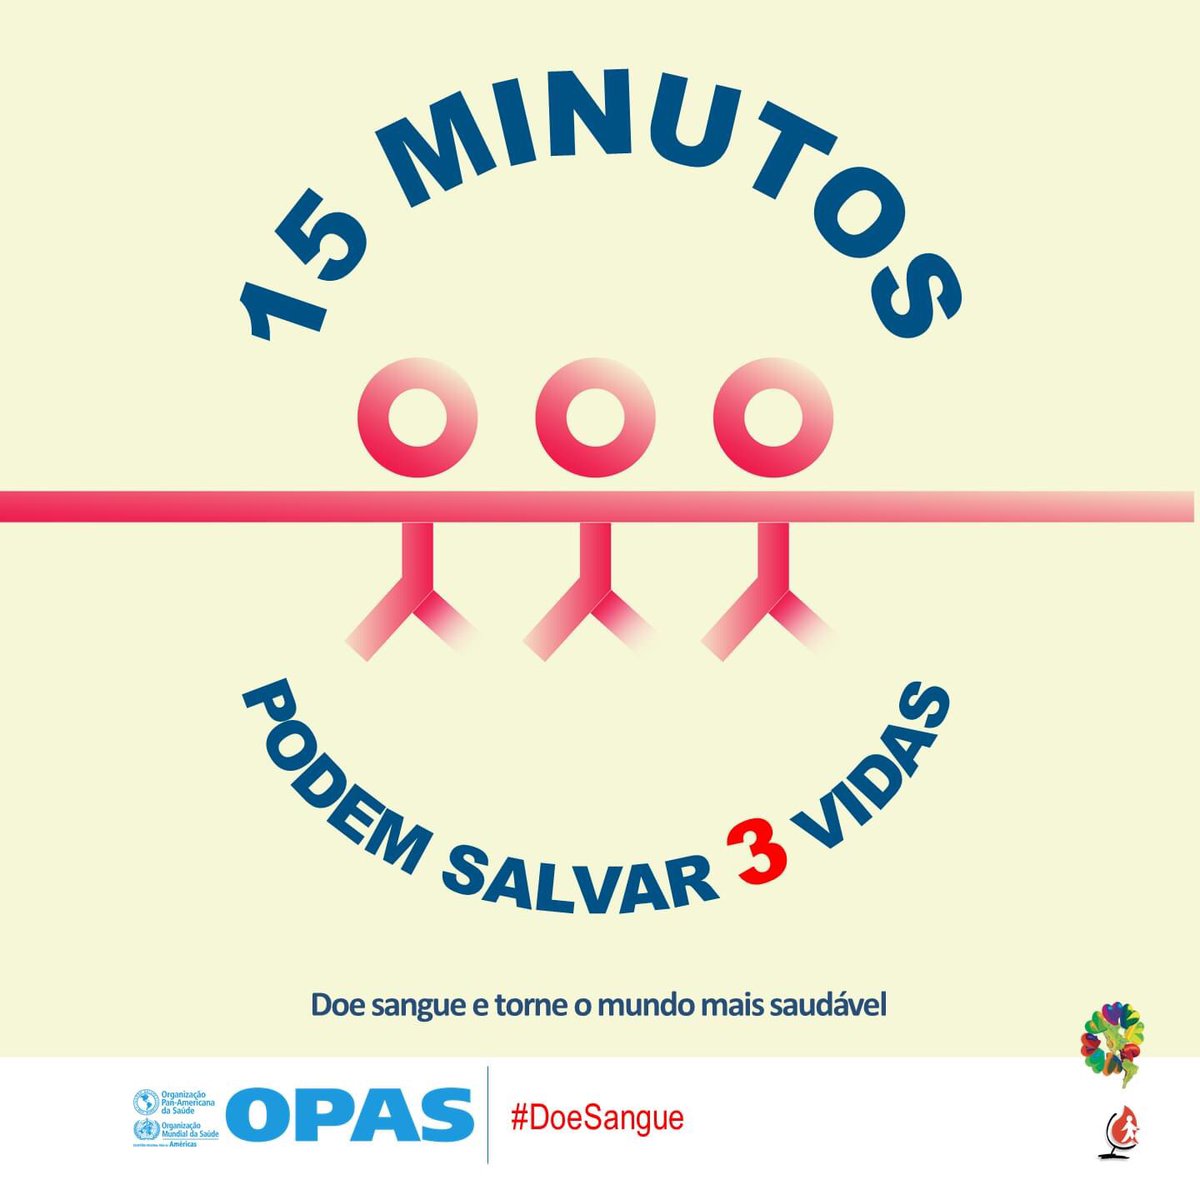 15 MINUTOS
PODEM SALVAR 3 VIDAS
Doe sangue e torne o mundo mais saudável
Organização
Pan-Americana
da Saúde
Organização
Mundial da Saúde
Américas
OPAS
#DoeSangue